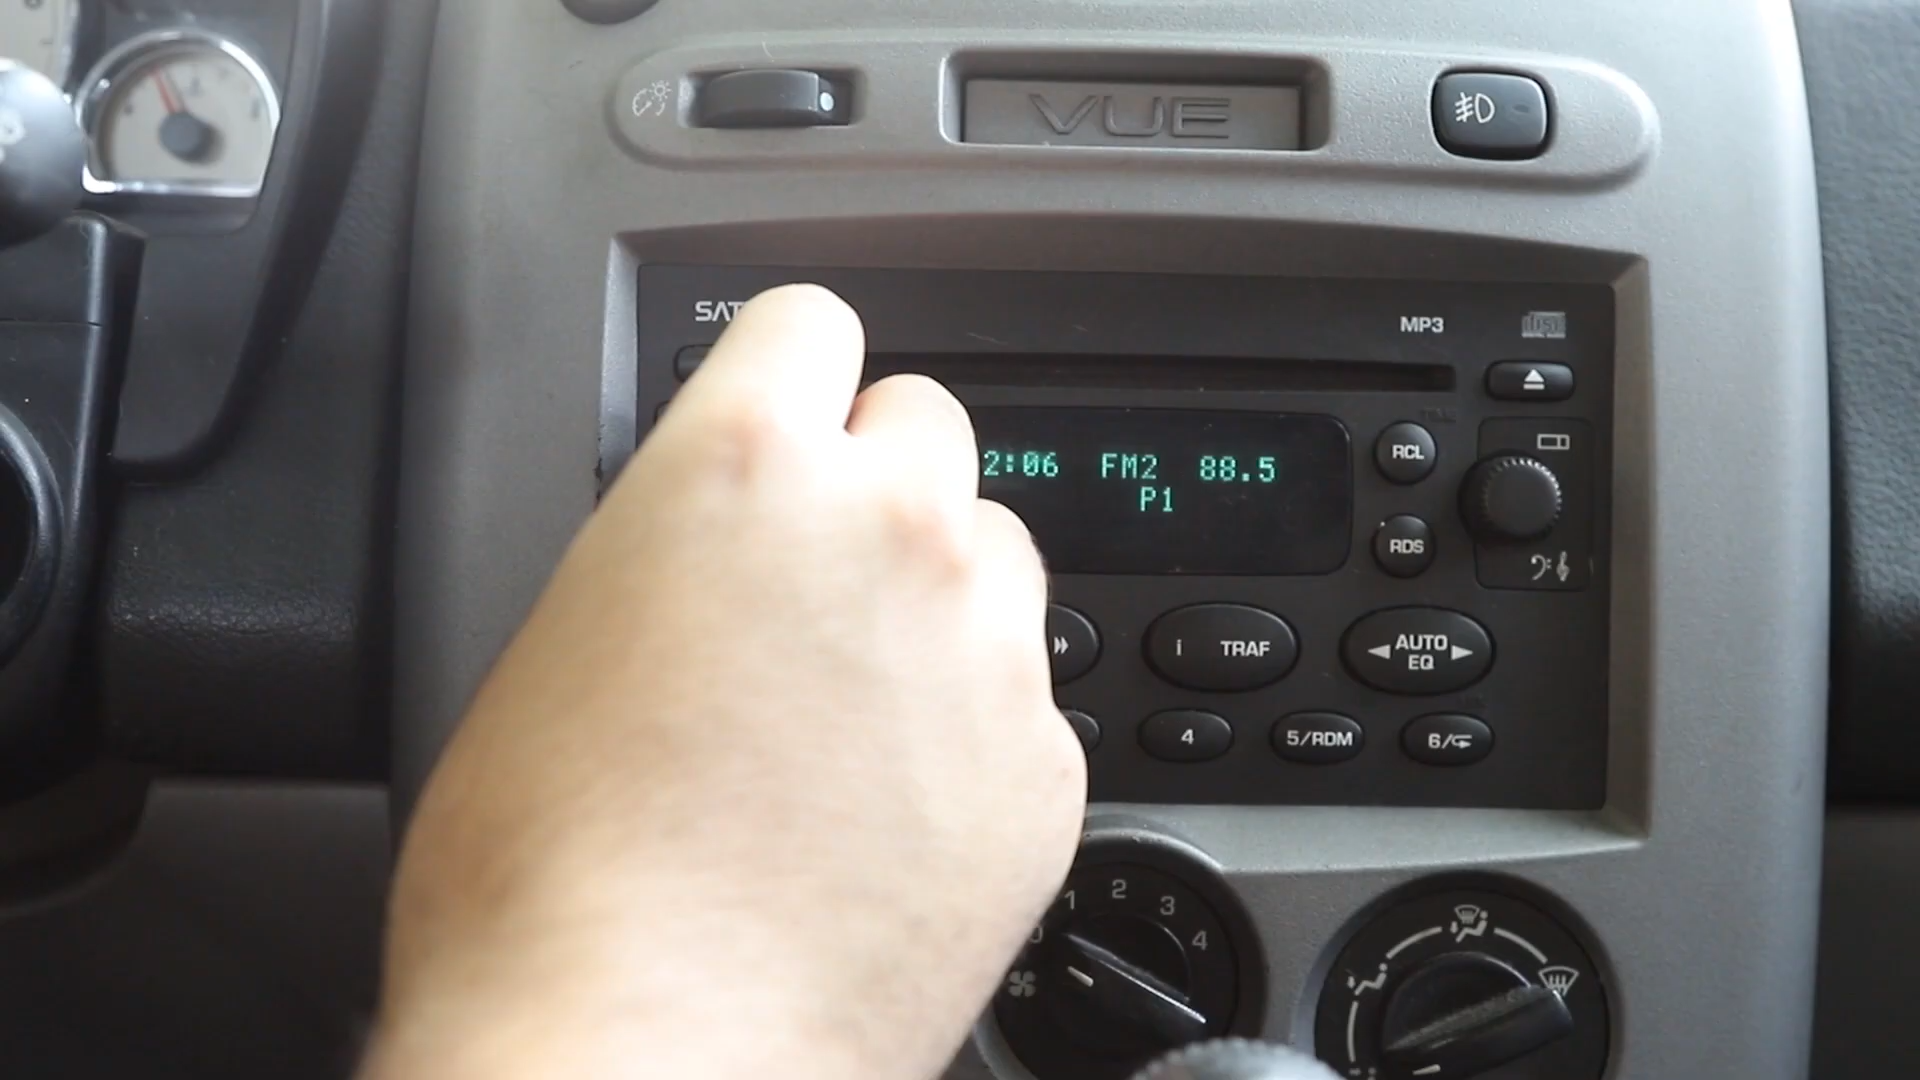 VUE
SAT
MP3
2:06 FM2 88.5
P1
RCL
RDS
i TRAF
AUTO
EQ
4
5/RDM
6/
1 2 3 4
0